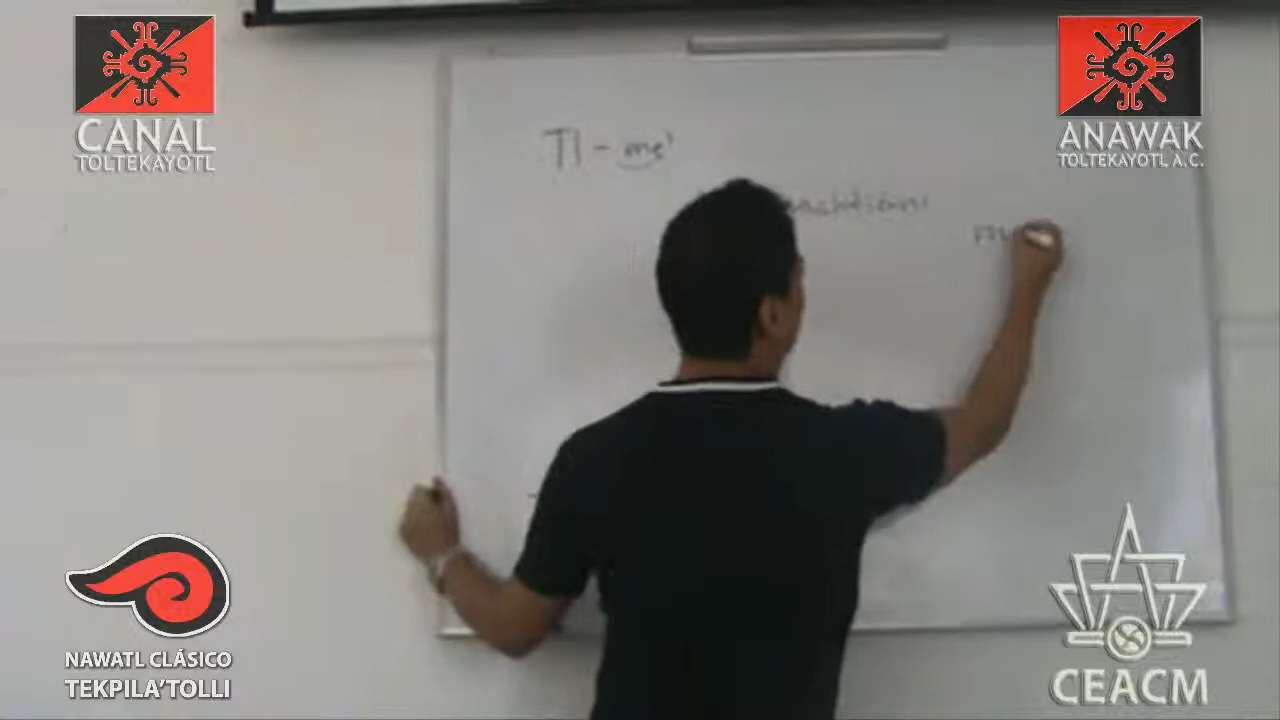 CANAL
TOLTEKAYOTL
ANAWAK
TOLTEKAYOTL A.C.
Tl - me'
NAWATL CLÁSICO
TEKPILA'TOLLI
CEACM